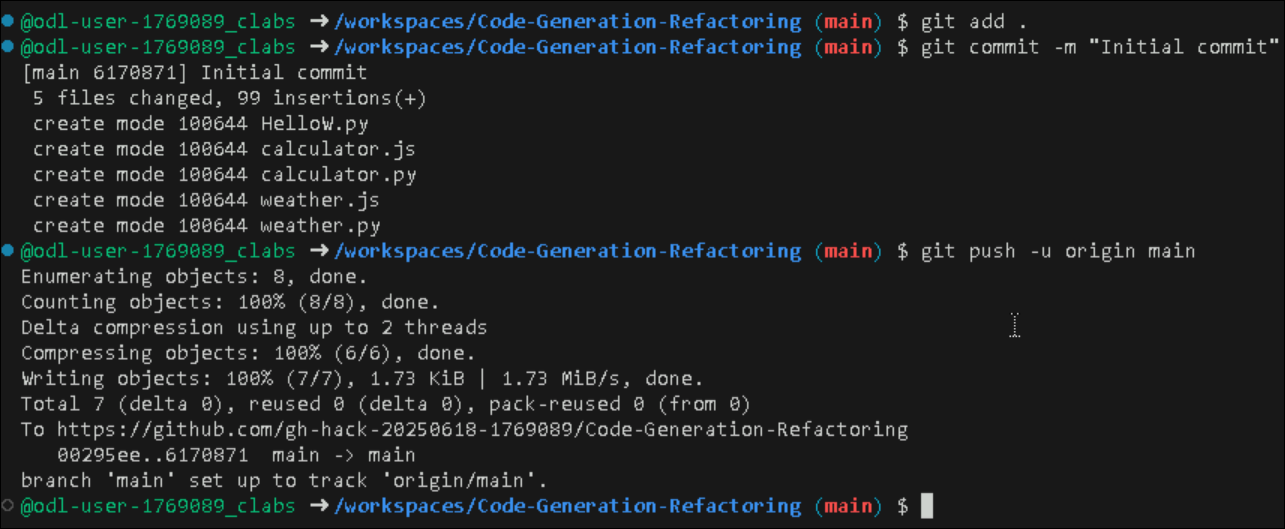 @odl-user-1769089_clabs ➜ /workspaces/Code-Generation-Refactoring (main) $ git add .
@odl-user-1769089_clabs ➜ /workspaces/Code-Generation-Refactoring (main) $ git commit -m "Initial commit"
[main 6170871] Initial commit
 5 files changed, 99 insertions(+)
 create mode 100644 HelloW.py
 create mode 100644 calculator.js
 create mode 100644 calculator.py
 create mode 100644 weather.js
 create mode 100644 weather.py
@odl-user-1769089_clabs ➜ /workspaces/Code-Generation-Refactoring (main) $ git push -u origin main
Enumerating objects: 8, done.
Counting objects: 100% (8/8), done.
Delta compression using up to 2 threads
Compressing objects: 100% (6/6), done.
Writing objects: 100% (7/7), 1.73 KiB | 1.73 MiB/s, done.
Total 7 (delta 0), reused 0 (delta 0), pack-reused 0 (from 0)
To https://github.com/gh-hack-20250618-1769089/Code-Generation-Refactoring
   00295ee..6170871  main -> main
branch 'main' set up to track 'origin/main'.
@odl-user-1769089_clabs ➜ /workspaces/Code-Generation-Refactoring (main) $